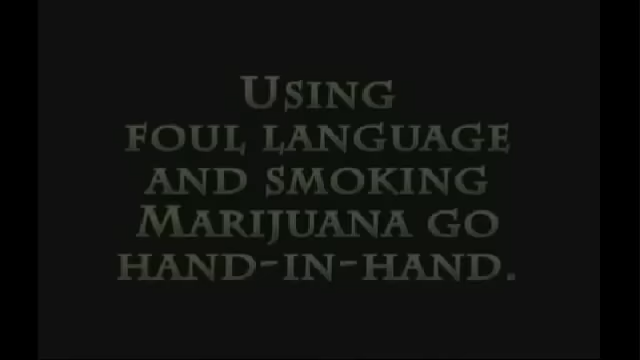 Using
foul language
and smoking
Marijuana go
hand-in-hand.